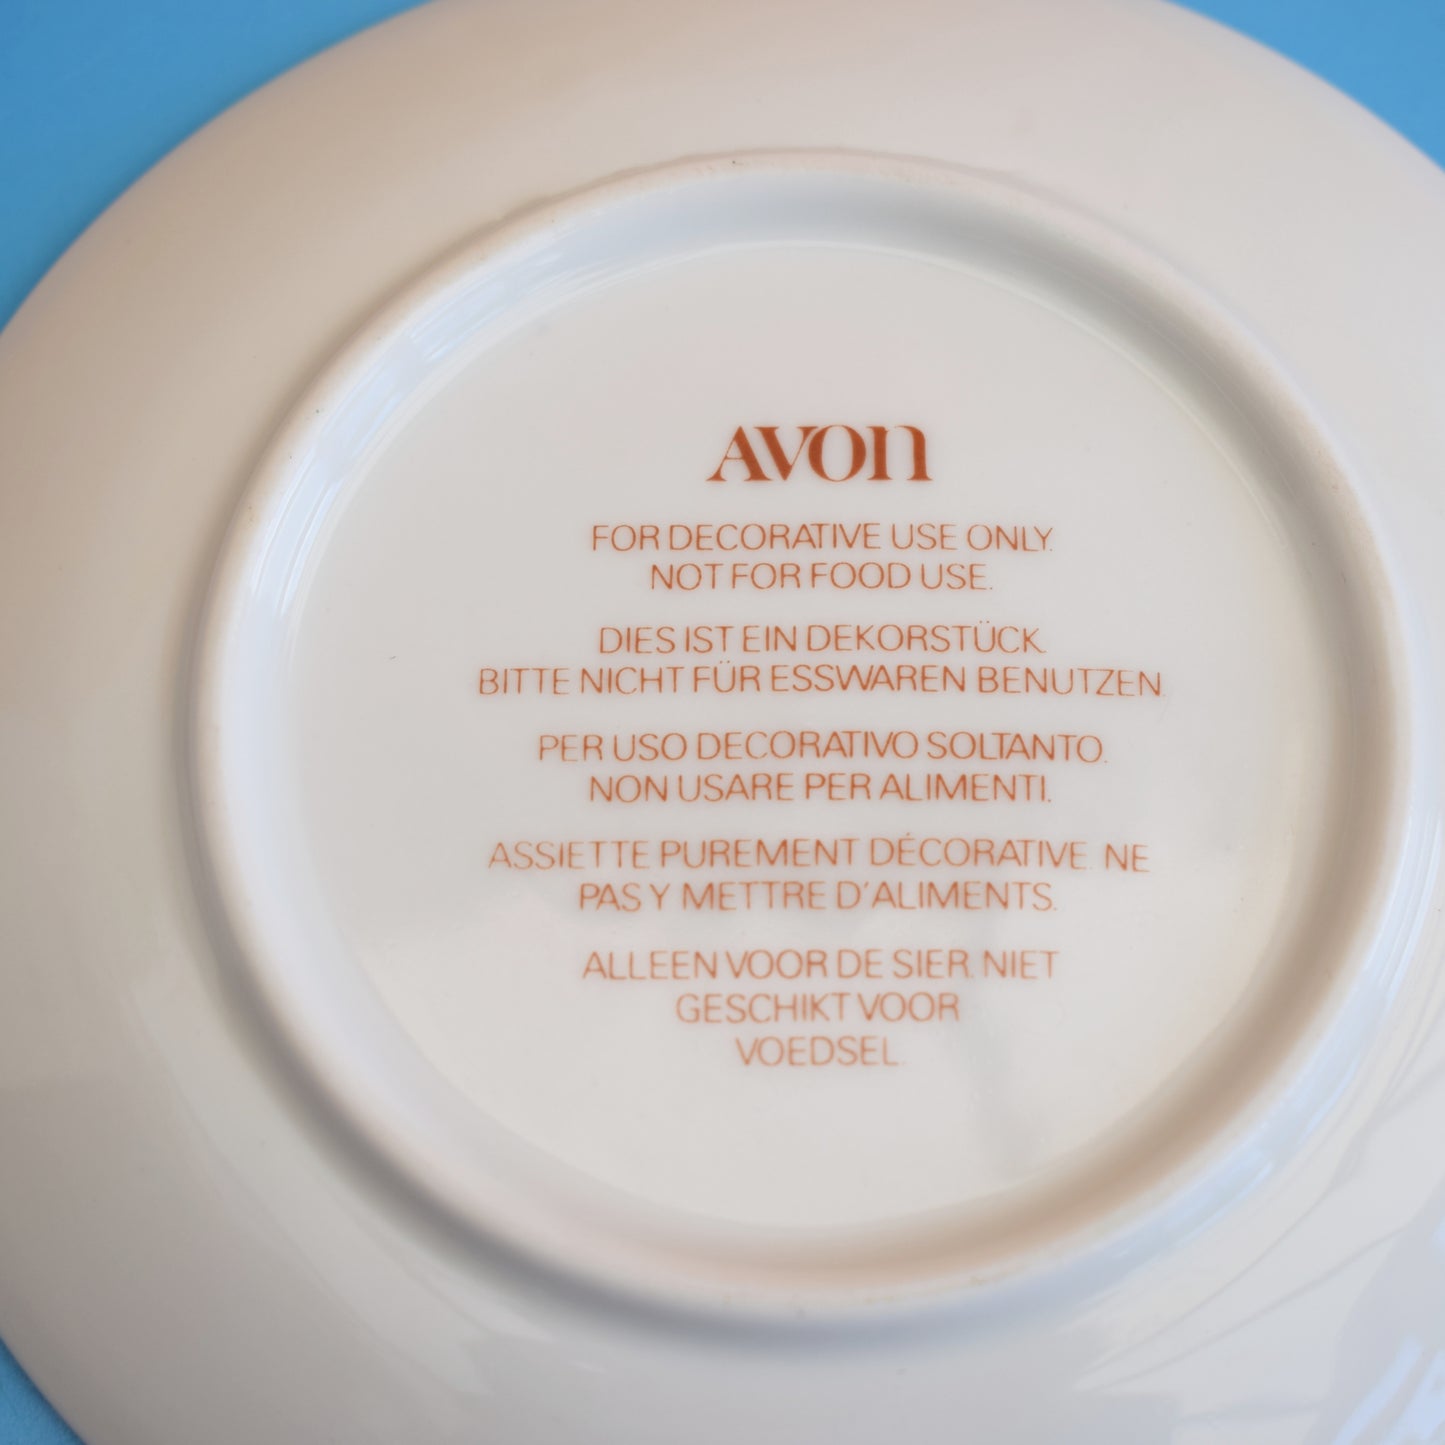 AVON
FOR DECORATIVE USE ONLY.
NOT FOR FOOD USE.
DIES IST EIN DEKORSTÜCK.
BITTE NICHT FÜR ESSWAREN BENUTZEN.
PER USO DECORATIVO SOLTANTO.
NON USARE PER ALIMENTI.
ASSIETTE PUREMENT DÉCORATIVE. NE
PAS Y METTRE D'ALIMENTS.
ALLEEN VOOR DE SIER. NIET
GESCHIKT VOOR
VOEDSEL.